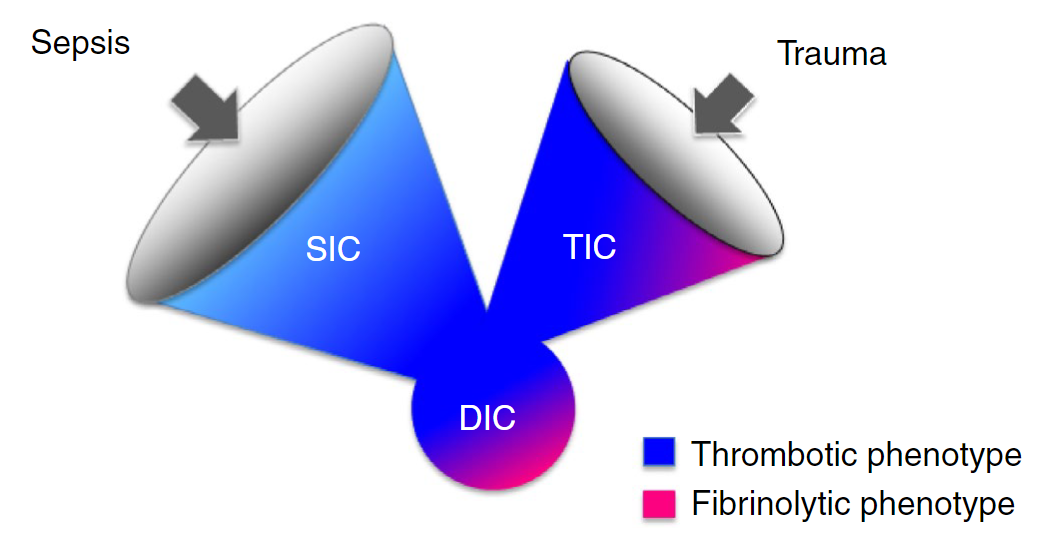 Sepsis
Trauma
SIC
TIC
DIC
Thrombotic phenotype
Fibrinolytic phenotype